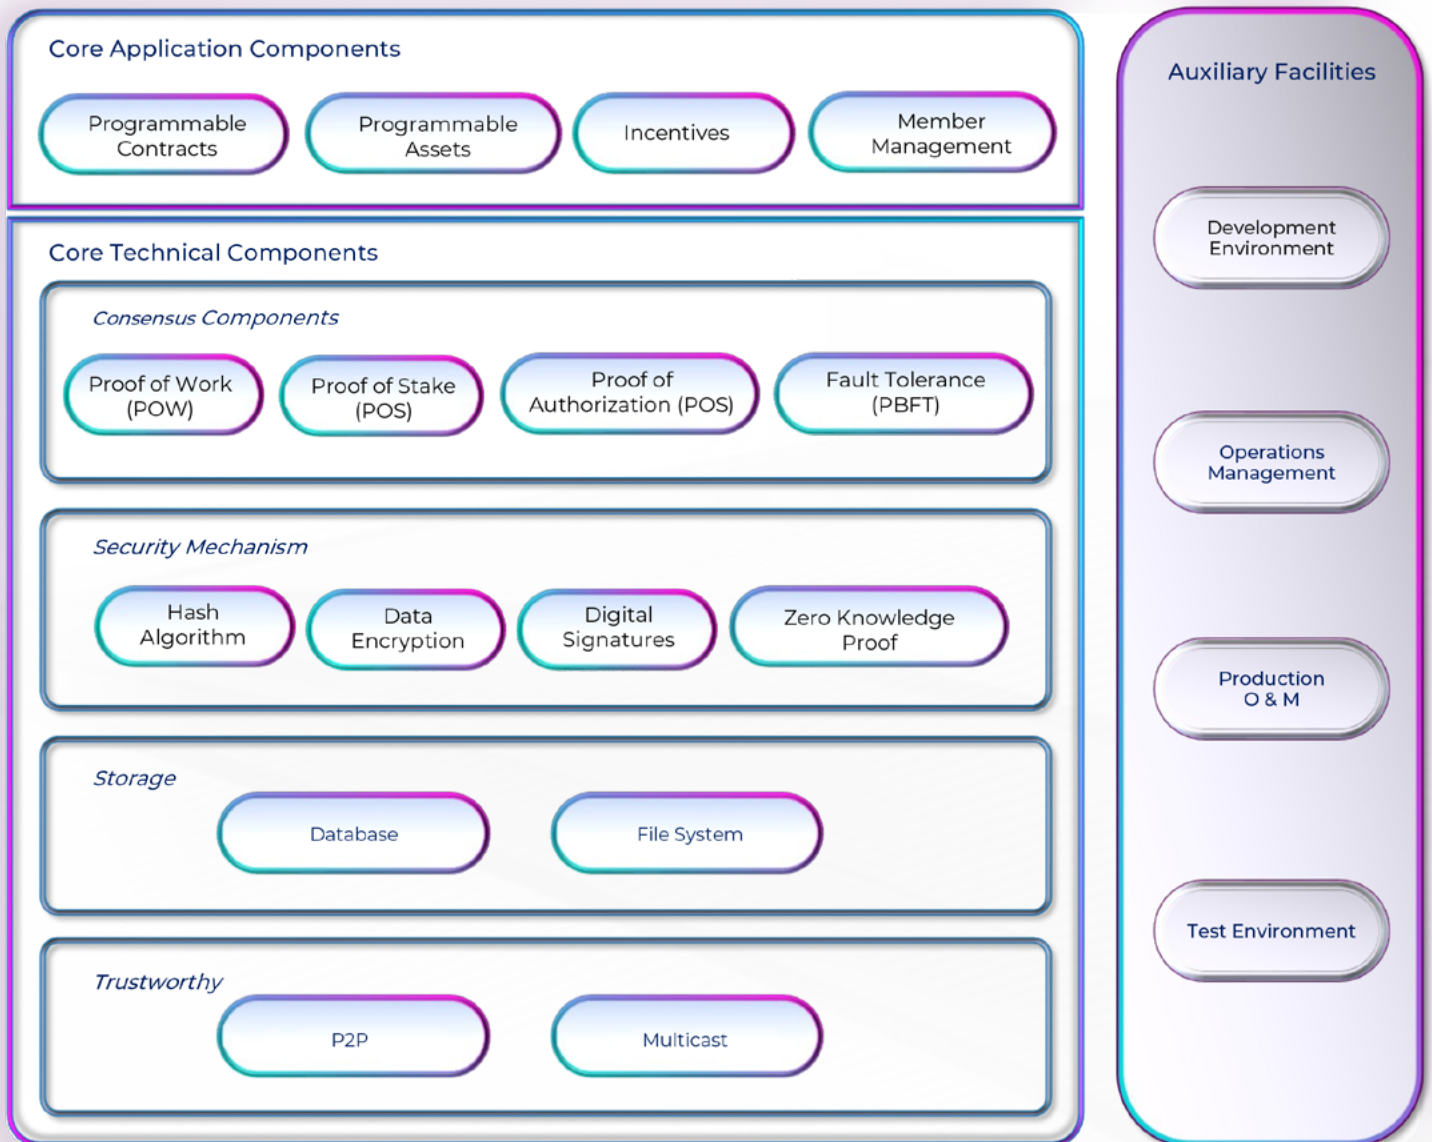 Core Application Components
Programmable
Contracts
Programmable
Assets
Incentives
Member
Management
Core Technical Components
Consensus Components
Proof of Work
(POW)
Proof of Stake
(POS)
Proof of
Authorization (POS)
Fault Tolerance
(PBFT)
Security Mechanism
Hash
Algorithm
Data
Encryption
Digital
Signatures
Zero Knowledge
Proof
Storage
Database
File System
Trustworthy
P2P
Multicast
Auxiliary Facilities
Development
Environment
Operations
Management
Production
O & M
Test Environment